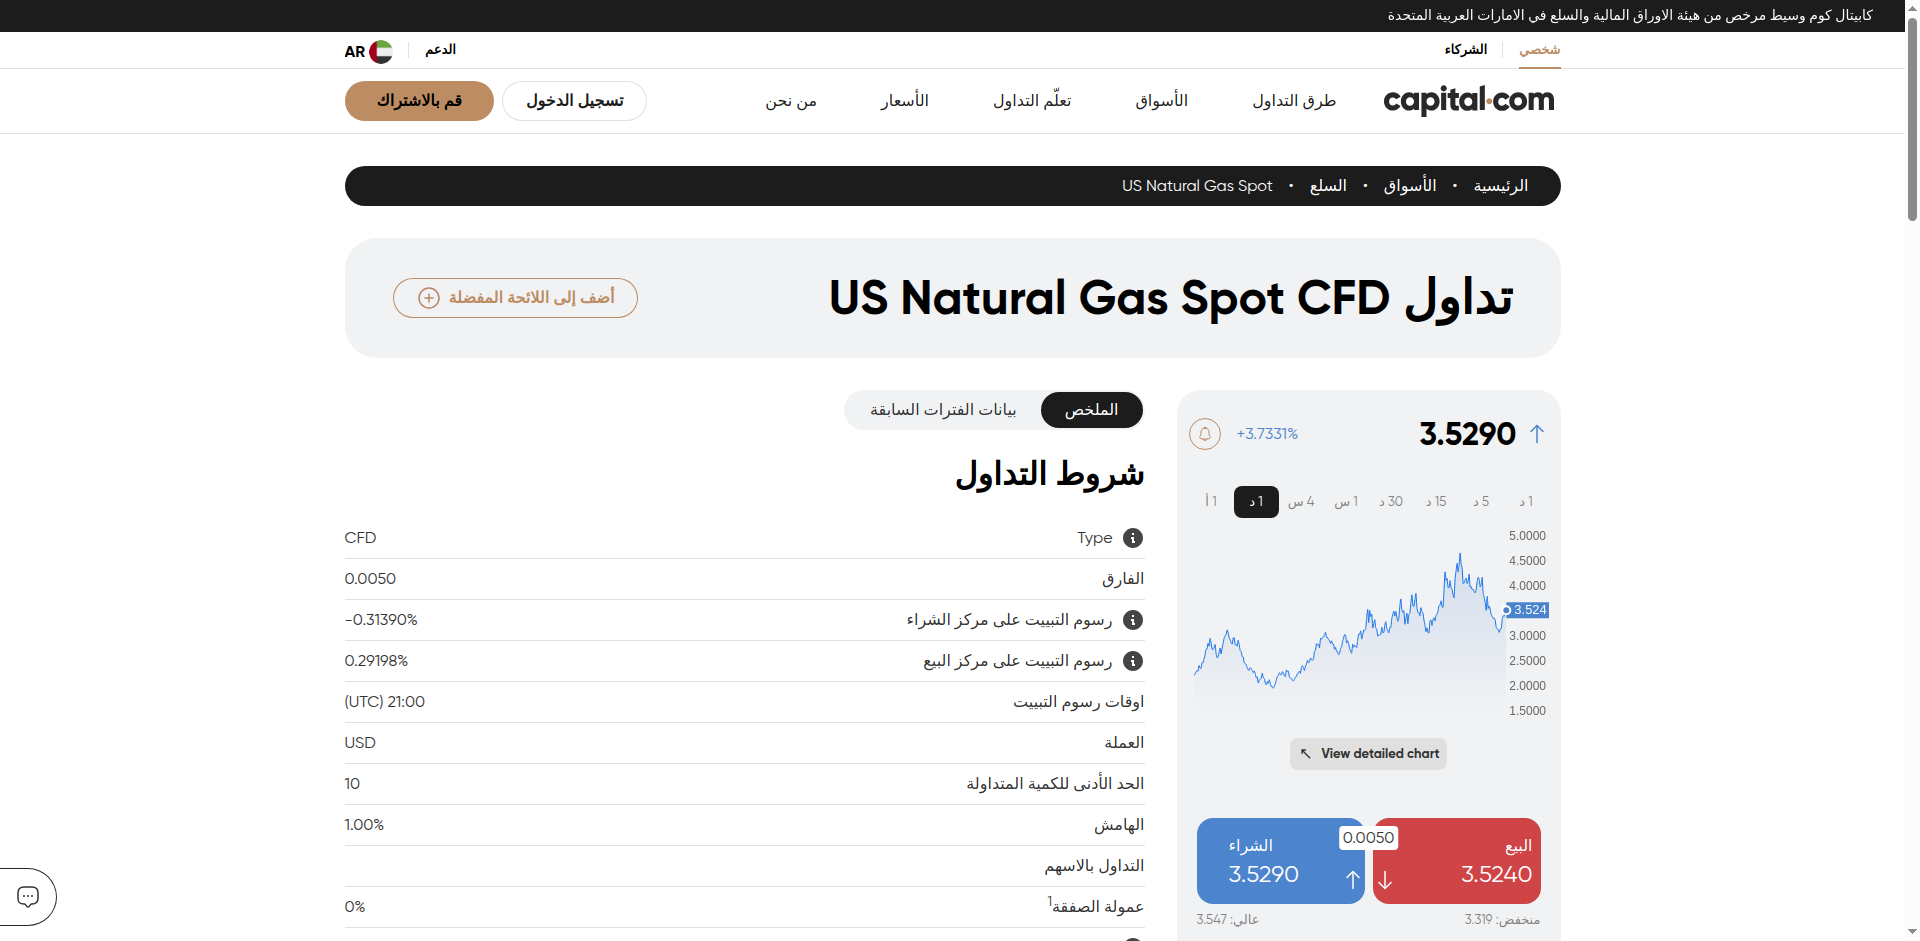 كابيتال كوم وسيط مرخص من هيئة الاوراق المالية والسلع في الامارات العربية المتحدة
شخصي
الشركاء
الدعم
AR
capital.com
طرق التداول
الأسواق
تعلّم التداول
الأسعار
من نحن
تسجيل الدخول
قم بالاشتراك
الرئيسية • الأسواق • السلع • US Natural Gas Spot
تداول US Natural Gas Spot CFD
أضف إلى اللائحة المفضلة
3.5290
+3.7331%
1 د
5 د
15 د
30 د
1 س
4 س
1 د
1 أ
5.0000
4.5000
4.0000
3.524
3.0000
2.5000
2.0000
1.5000
View detailed chart
البيع
3.5240
0.0050
الشراء
3.5290
منخفض: 3.319
عالي: 3.547
الملخص
بيانات الفترات السابقة
شروط التداول
Type CFD
الفارق 0.0050
رسوم التبييت على مركز الشراء -0.31390%
رسوم التبييت على مركز البيع 0.29198%
اوقات رسوم التبييت 21:00 (UTC)
العملة USD
الحد الأدنى للكمية المتداولة 10
الهامش 1.00%
التداول بالاسهم
عمولة الصفقة1 0%